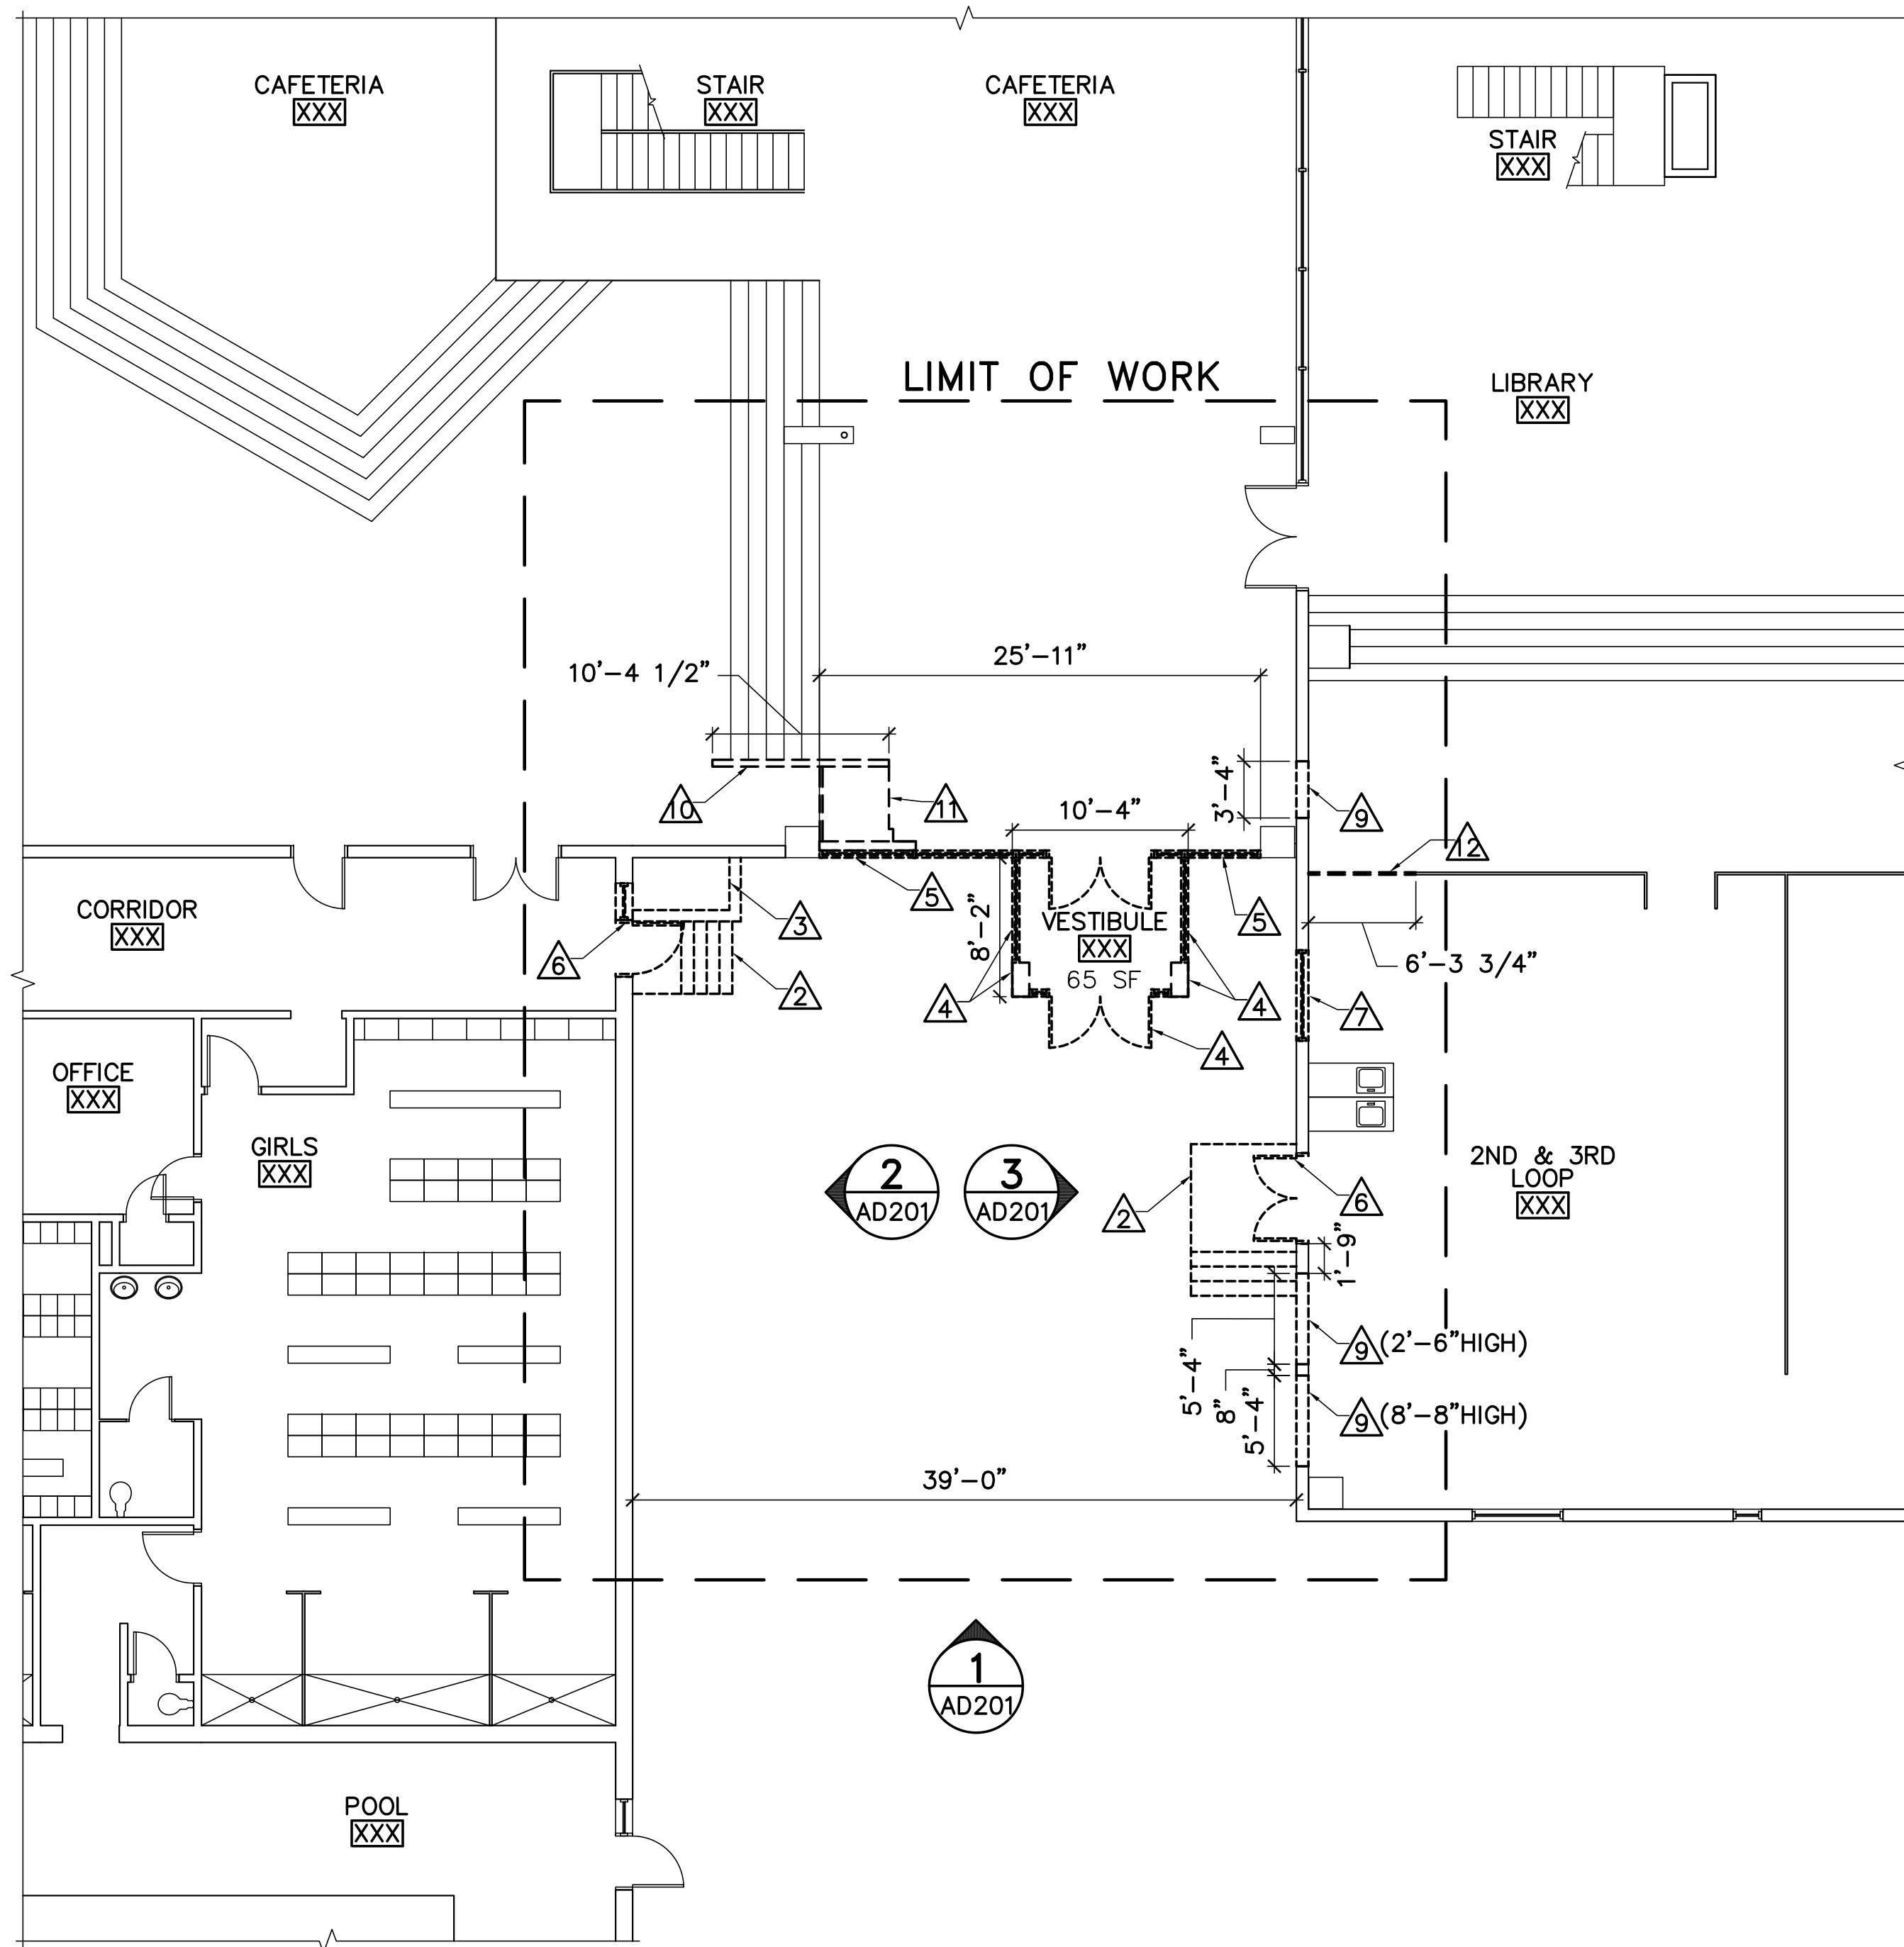 CAFETERIA
XXX
STAIR
XXX
CAFETERIA
XXX
STAIR
XXX
LIMIT OF WORK
LIBRARY
XXX
25'-11"
10'-4 1/2"
3'-4"
10
11
10'-4"
9
12
5
CORRIDOR
XXX
3
6
2
8'-2"
VESTIBULE
XXX
65 SF
5
6'-3 3/4"
4
4
7
4
OFFICE
XXX
GIRLS
XXX
2
AD201
3
AD201
2
6
2ND & 3RD
LOOP
XXX
1'-9"
9
(2'-6"HIGH)
5'-4"
8"
5'-4"
9
(8'-8"HIGH)
39'-0"
1
AD201
POOL
XXX